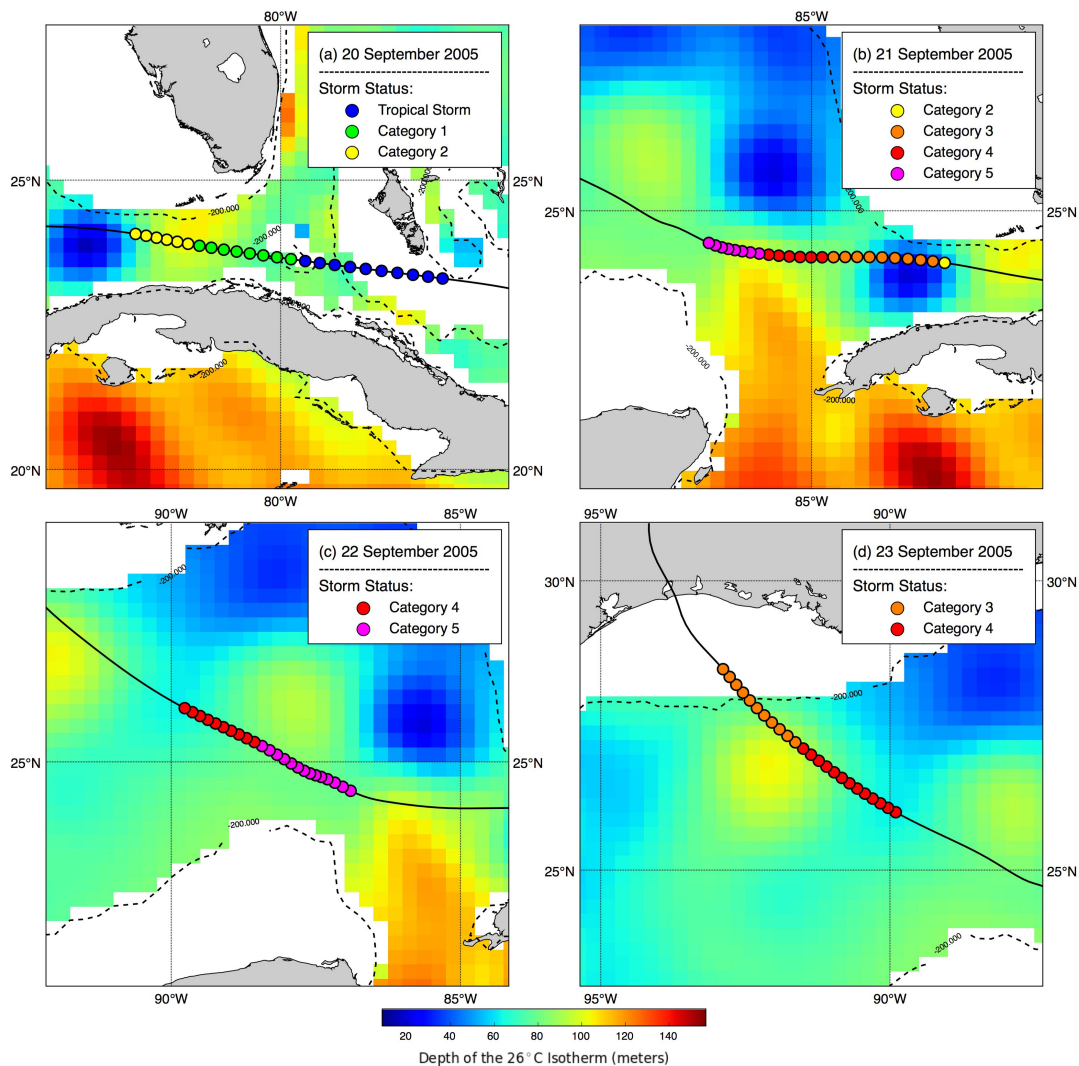 80°W
85°W
(a) 20 September 2005
Storm Status:
Tropical Storm
Category 1
Category 2
25°N
20°N
-200.000
-200.000
-200.000
-200.000
-200.000
(b) 21 September 2005
Storm Status:
Category 2
Category 3
Category 4
Category 5
25°N
-200.000
-200.000
-200.000
80°W
85°W
90°W
85°W
95°W
90°W
(c) 22 September 2005
Storm Status:
Category 4
Category 5
25°N
-200.000
-200.000
(d) 23 September 2005
Storm Status:
Category 3
Category 4
30°N
30°N
25°N
25°N
-200.000
-200.000
90°W
85°W
95°W
90°W
20
40
60
80
100
120
140
Depth of the 26°C Isotherm (meters)